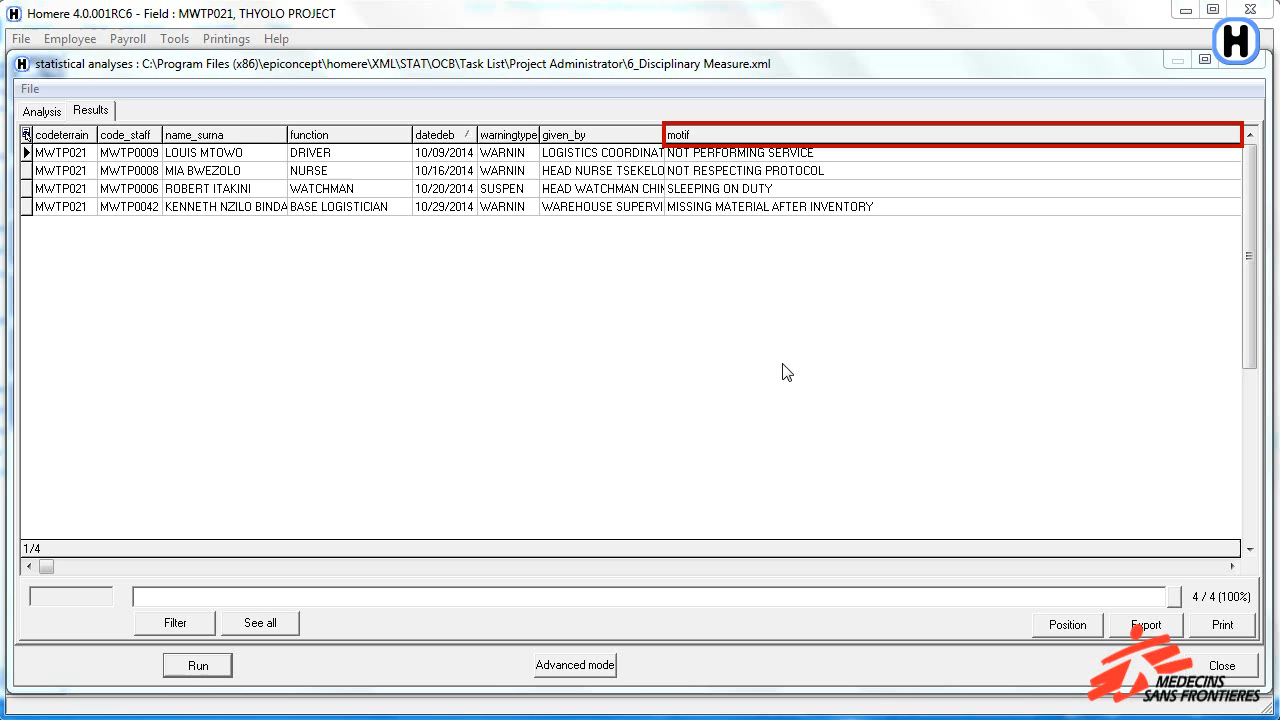 H Homere 4.0.001RC6 - Field : MWTP021, THYOLO PROJECT
File Employee Payroll Tools Printings Help
H
H statistical analyses : C:\Program Files (x86)\epiconcept\homere\XML\STAT\OCB\Task List\Projecs Administrator\6_Disciplinary Measure.xml
File
Analysis Results
codeterrain code_staff name_surna function datedeb warningtype given_by motif
MWTP021 MWTP0009 LOUIS MTOWO DRIVER 10/09/2014 WARNIN LOGISTICS COORDINAT NOT PERFORMING SERVICE
MWTP021 MWTP0008 MIA BWEZOLO NURSE 10/16/2014 WARNIN HEAD NURSE TSEKELO NOT RESPECTING PROTOCOL
MWTP021 MWTP0006 ROBERT ITAKINI WATCHMAN 10/20/2014 SUSPEN HEAD WATCHMAN CHIN SLEEPING ON DUTY
MWTP021 MWTP0042 KENNETH NZILO BINDA BASE LOGISTICIAN 10/29/2014 WARNIN WAREHOUSE SUPERVI MISSING MATERIAL AFTER INVENTORY
1/4
4 / 4 (100%)
Filter See all Position Export Print
Run Advanced mode Close
MEDECINS
SANS FRONTIERES